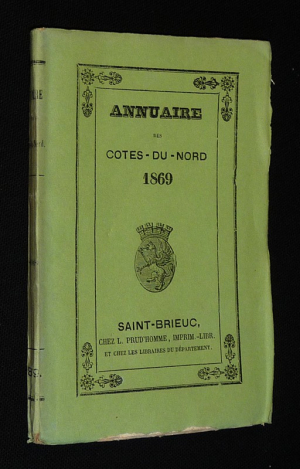 ANNUAIRE
DES
COTES-DU-NORD
1869
SAINT-BRIEUC,
CHEZ L. PRUD'HOMME, IMPRIM.-LIBR.
ET CHEZ LES LIBRAIRES DU DÉPARTEMENT.